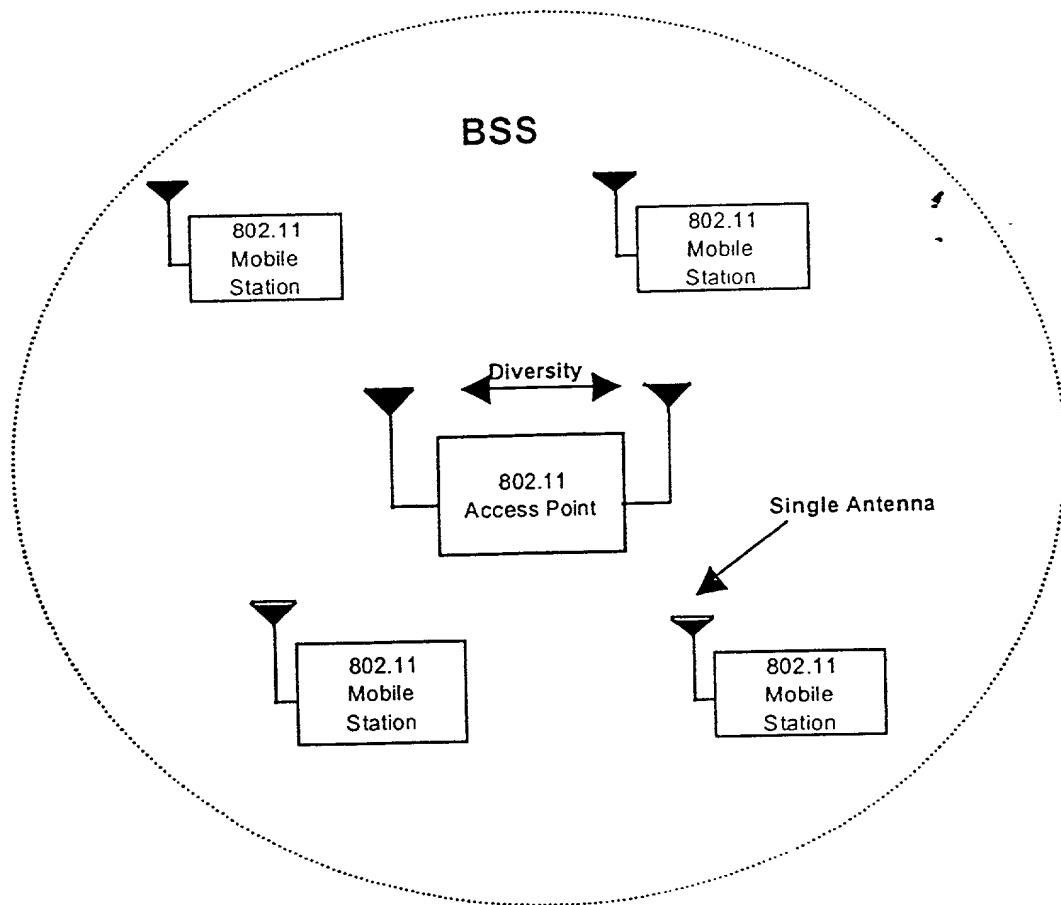 BSS
802.11
Mobile
Station
802.11
Mobile
Station
Diversity
802.11
Access Point
Single Antenna
802.11
Mobile
Station
802.11
Mobile
Station